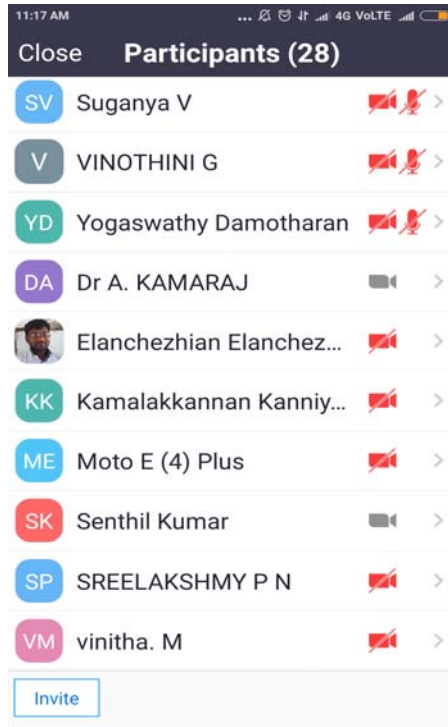 11:17 AM ... 4G VoLTE
Close Participants (28)
SV Suganya V
V VINOTHINI G
YD Yogaswathy Damotharan
DA Dr A. KAMARAJ
Elanchezhian Elanchez...
KK Kamalakkannan Kanniy...
ME Moto E (4) Plus
SK Senthil Kumar
SP SREELAKSHMY P N
VM vinitha. M
Invite